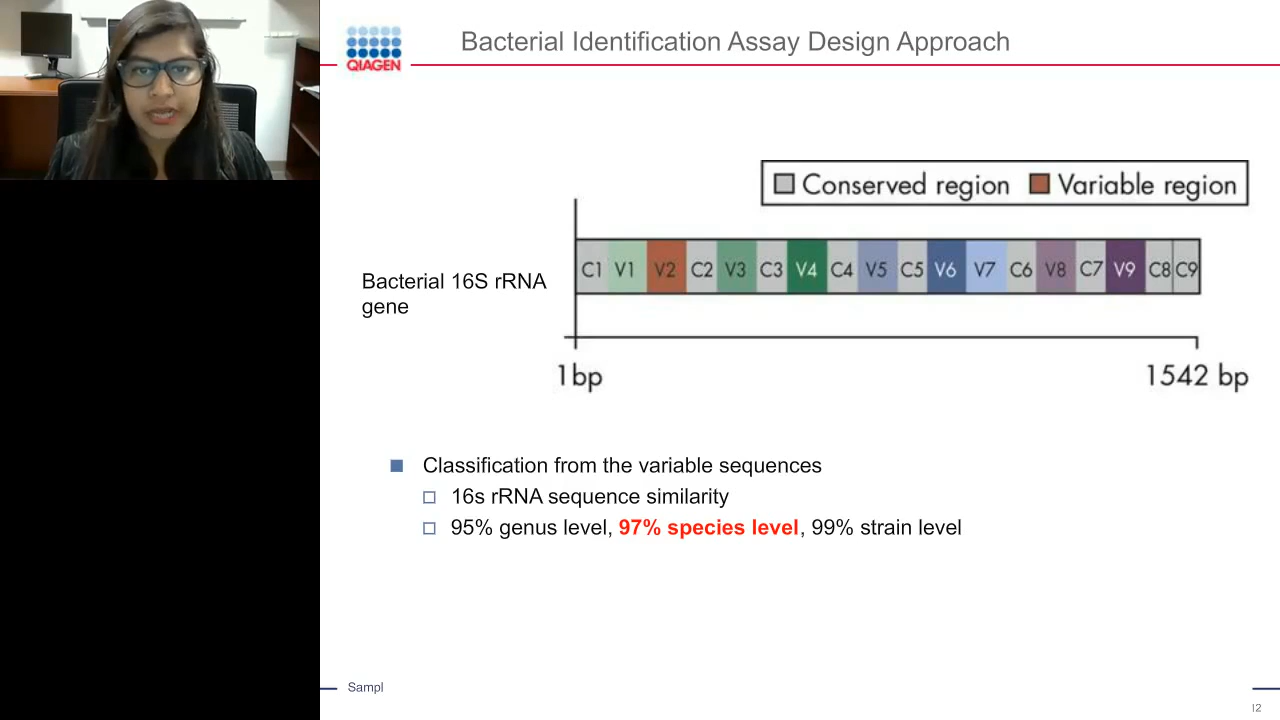 QIAGEN
Bacterial Identification Assay Design Approach
Conserved region Variable region
C1 V1 V2 C2 V3 C3 V4 C4 V5 C5 V6 V7 C6 V8 C7 V9 C8 C9
Bacterial 16S rRNA
gene
1bp 1542 bp
Classification from the variable sequences
16s rRNA sequence similarity
95% genus level, 97% species level, 99% strain level
Sampl
12